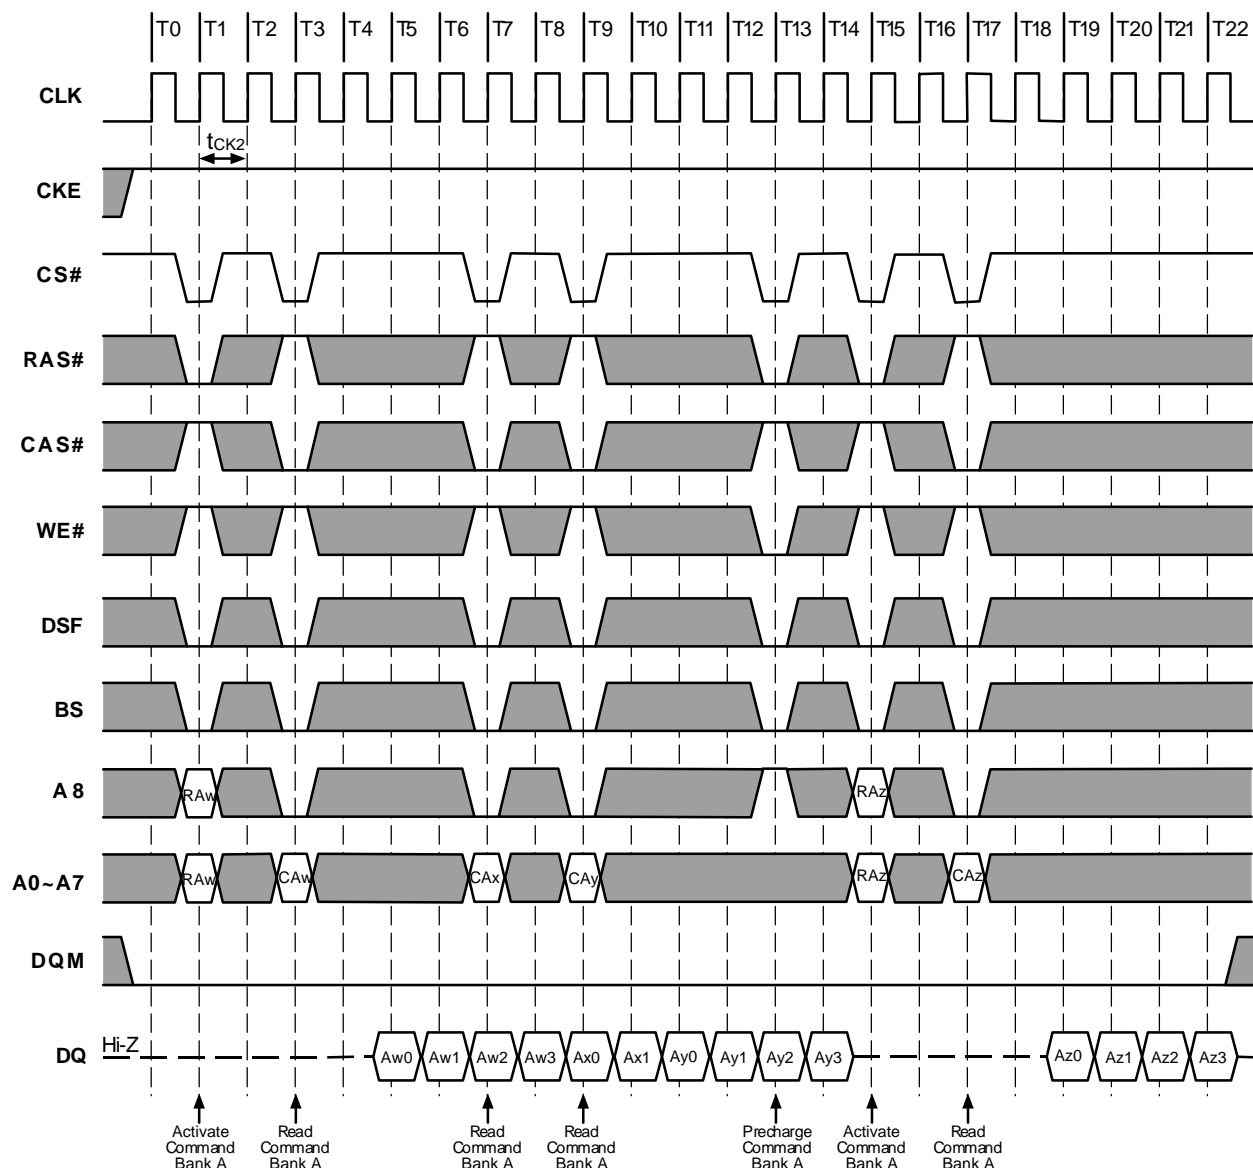 T0 T1 T2 T3 T4 T5 T6 T7 T8 T9 T10 T11 T12 T13 T14 T15 T16 T17 T18 T19 T20 T21 T22
CLK
tCK2
CKE
CS#
RAS#
CAS#
WE#
DSF
BS
A8 RAw RAz
A0~A7 RAw CAw CAx CAy RAz CAz
DQM
DQ Hi-Z Aw0 Aw1 Aw2 Aw3 Ax0 Ax1 Ay0 Ay1 Ay2 Ay3 Az0 Az1 Az2 Az3
Activate Read Read Read Precharge Activate Read
Command Command Command Command Command Command Command
Bank A Bank A Bank A Bank A Bank A Bank A Bank A